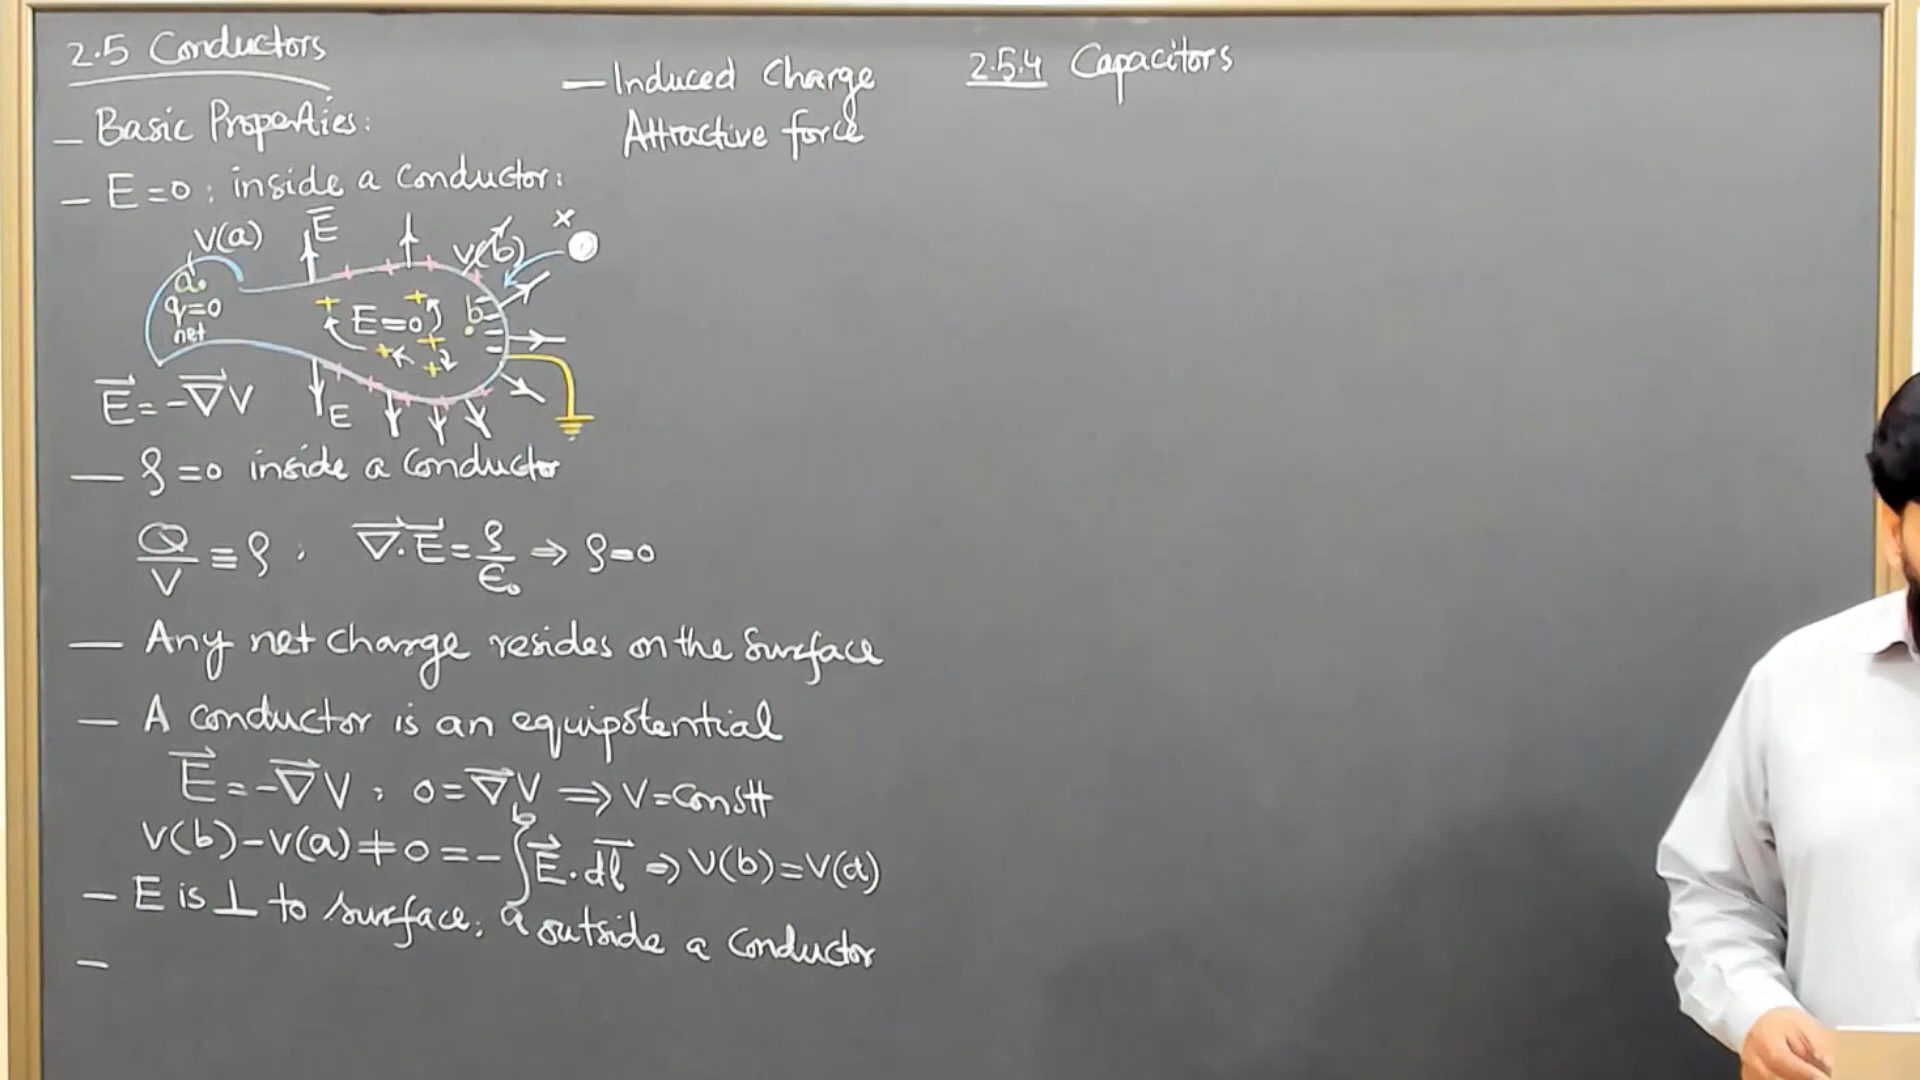 2.5 Conductors
– Basic Properties:
– E=0 ; inside a conductor:
V(a)
E̅
V(b)
x
a
q=0
net
E=0
b
E⃗ = -∇⃗V
E
— ρ=0 inside a conductor
Q/V ≡ ρ , ∇⃗.E⃗ = ρ/ϵ₀ ⇒ ρ=0
— Any net charge resides on the surface
— A conductor is an equipotential
E⃗ = -∇⃗V , 0 = ∇⃗V ⇒ V=Constt
V(b)-V(a)≠0 = -∫ₐᵇ E⃗.dl̅ ⇒ V(b)=V(a)
– E is ⊥ to surface; outside a conductor
–
— Induced Charge
Attractive force
2.5.4 Capacitors